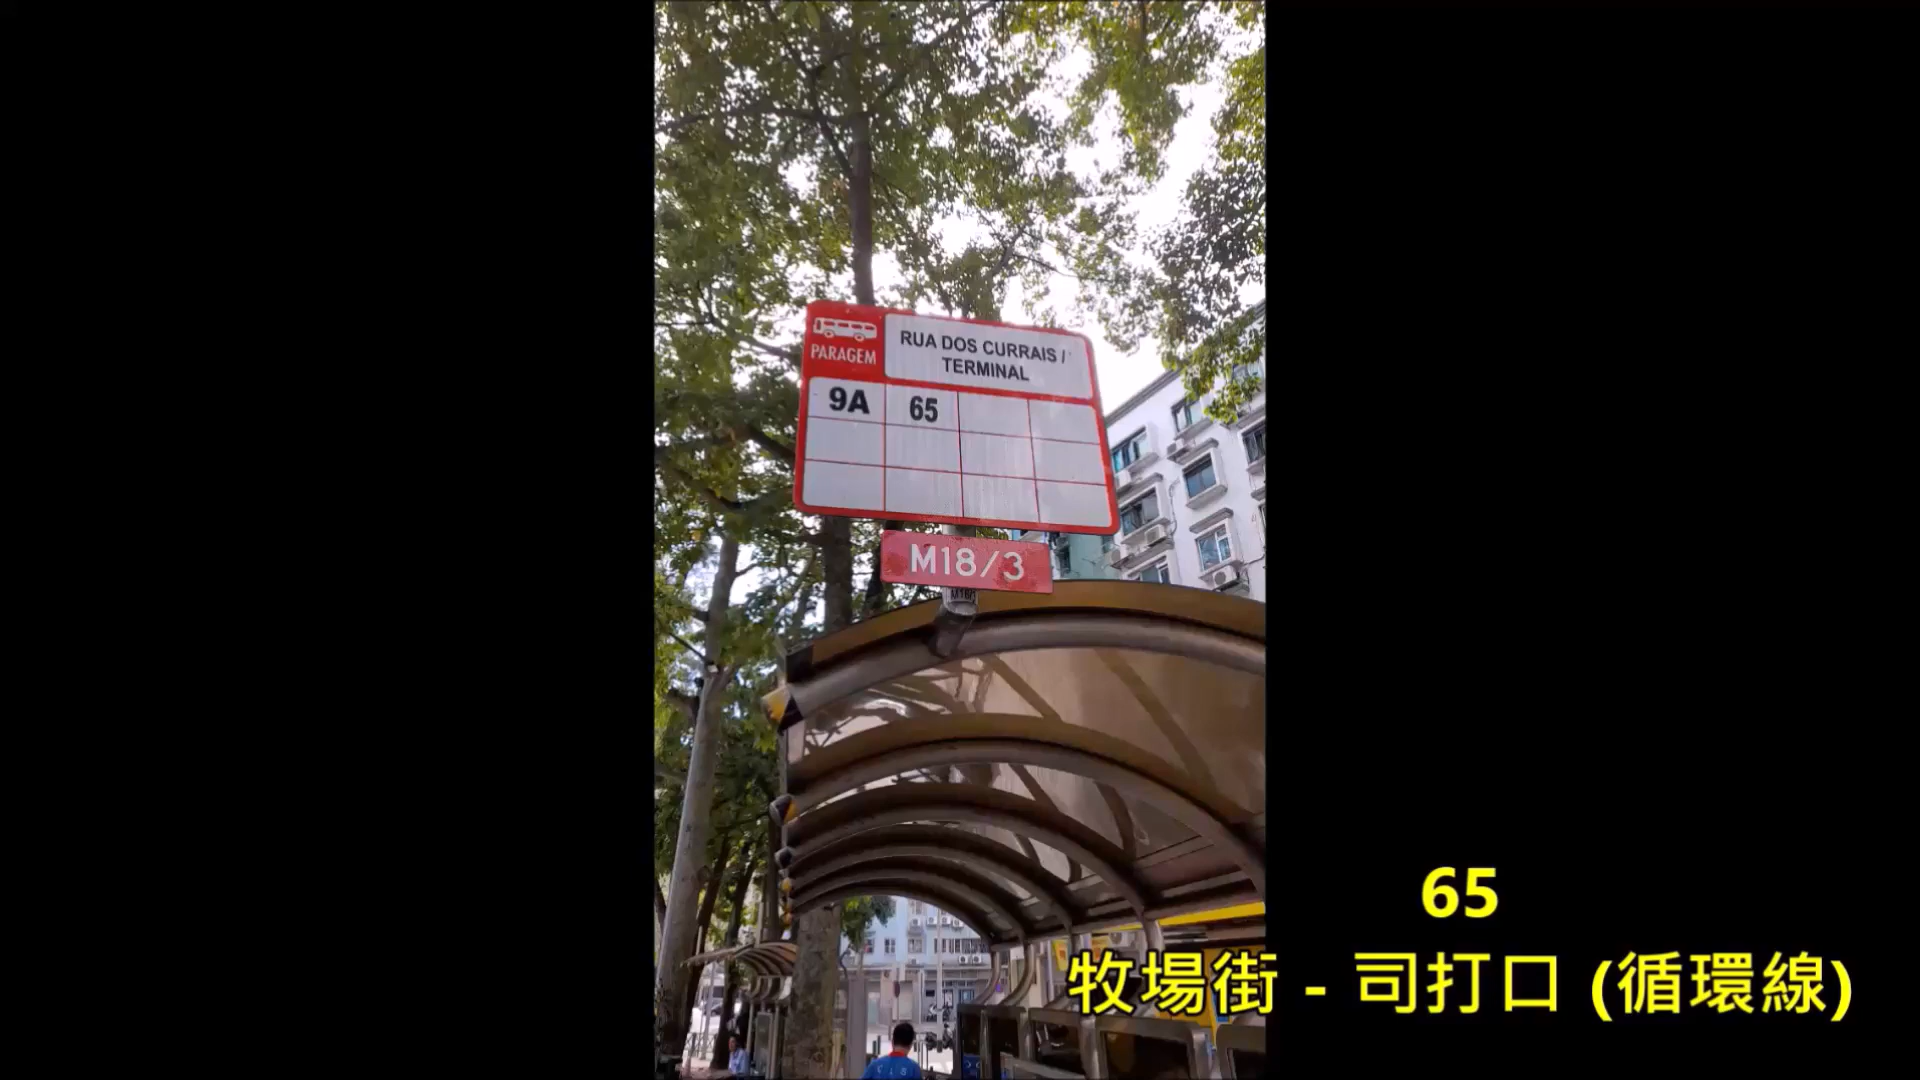 PARAGEM
RUA DOS CURRAIS /
TERMINAL
9A
65
M18/3
65
牧場街 - 司打口 (循環線)